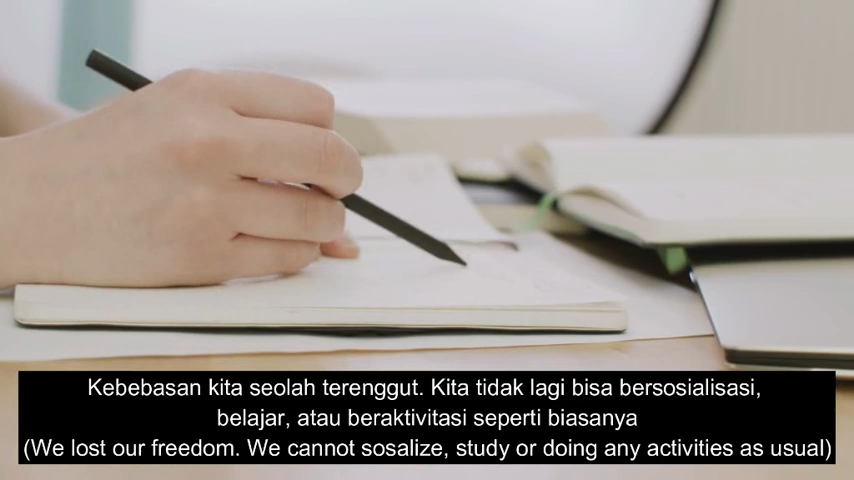 Kebebasan kita seolah terenggut. Kita tidak lagi bisa bersosialisasi,
belajar, atau beraktivitasi seperti biasanya
(We lost our freedom. We cannot sosalize, study or doing any activities as usual)